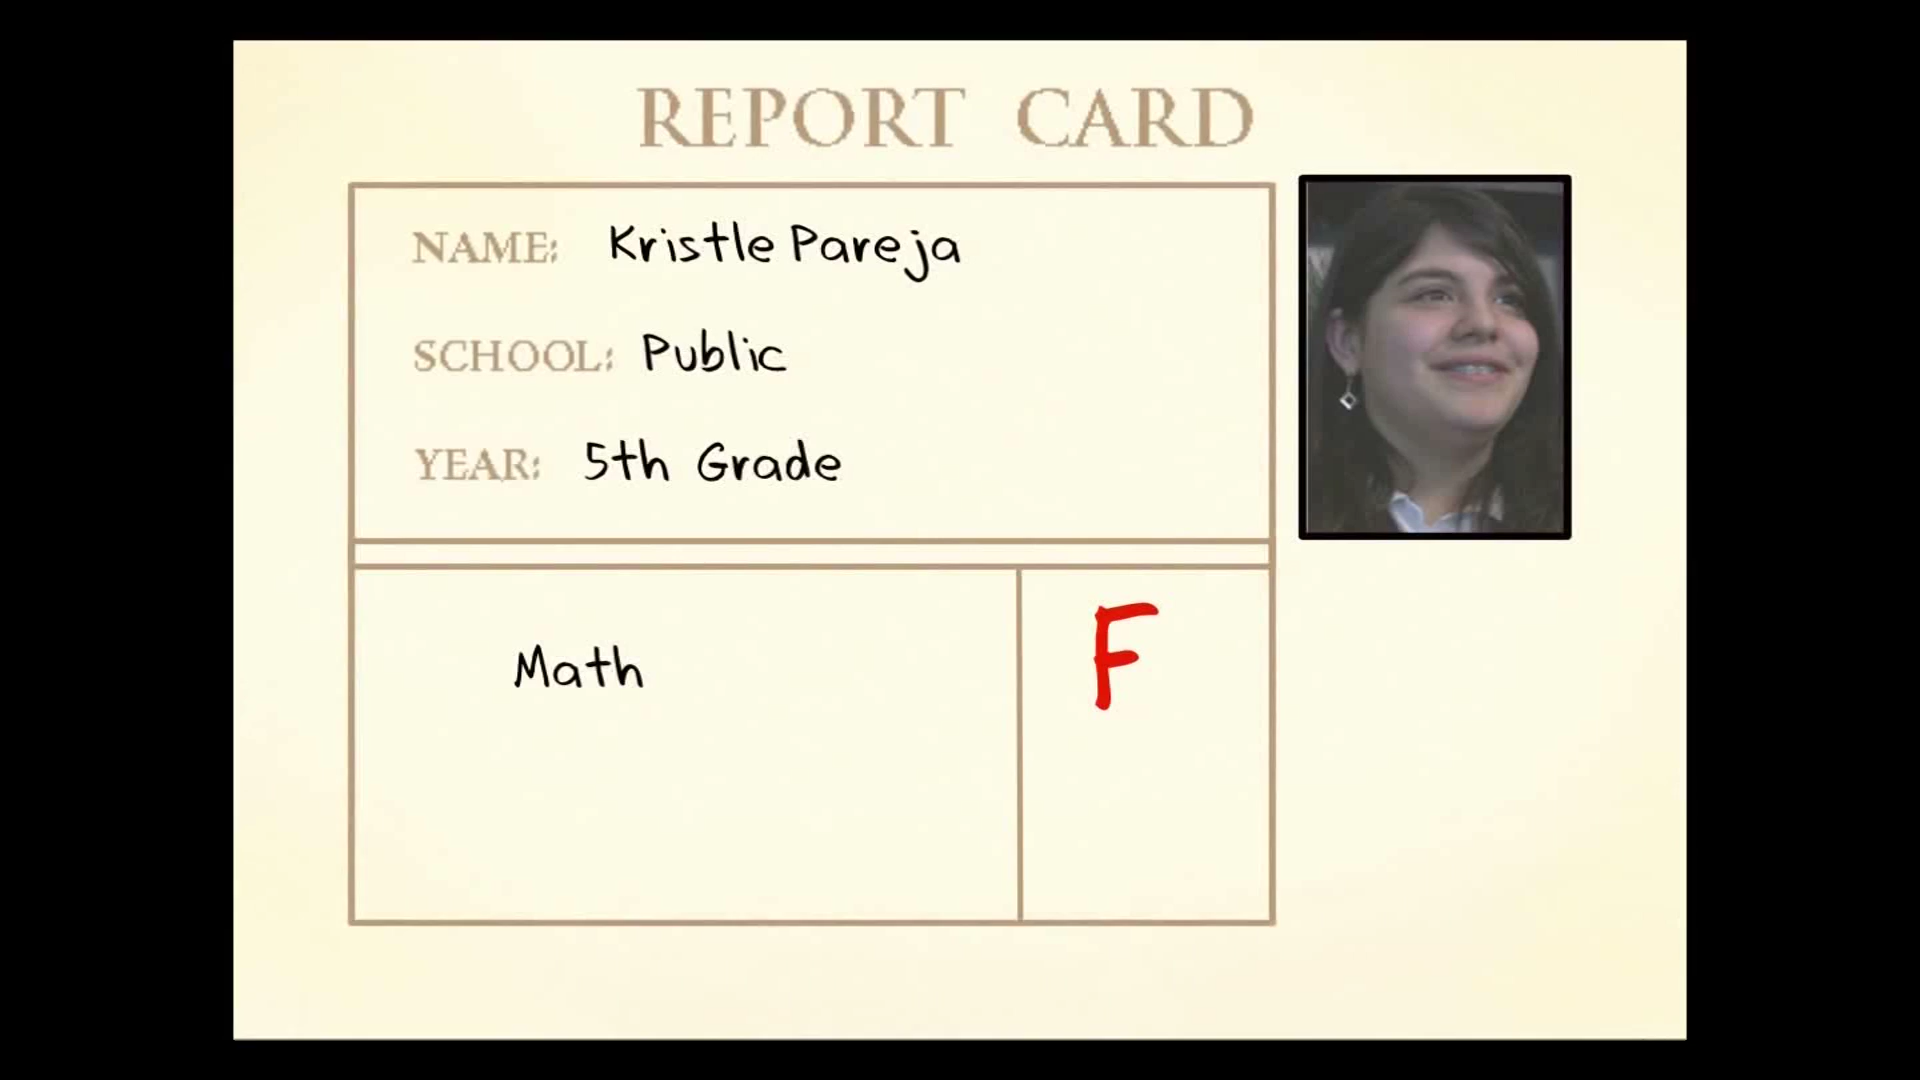 REPORT CARD
NAME: Kristle Pareja
SCHOOL: Public
YEAR: 5th Grade
Math F